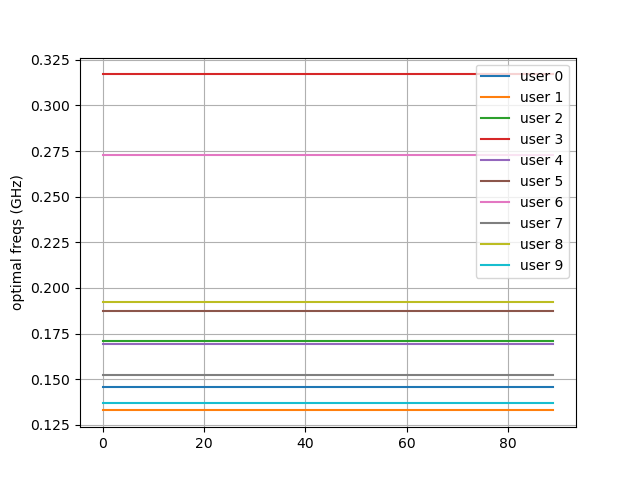 0.325
0.300
0.275
0.250
0.225
0.200
0.175
0.150
0.125
optimal freqs (GHz)
0 20 40 60 80
user 0
user 1
user 2
user 3
user 4
user 5
user 6
user 7
user 8
user 9